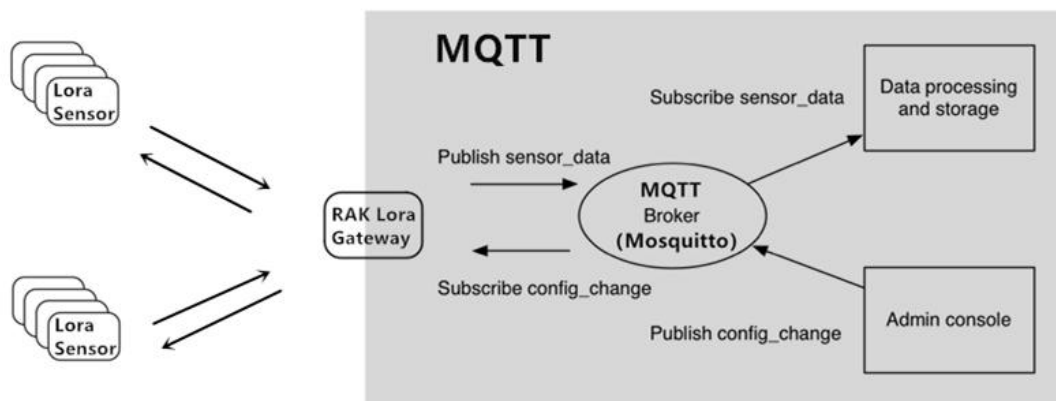 MQTT
Lora
Sensor
Subscribe sensor_data
Data processing
and storage
Publish sensor_data
RAK Lora
Gateway
MQTT
Broker
(Mosquitto)
Subscribe config_change
Lora
Sensor
Publish config_change
Admin console